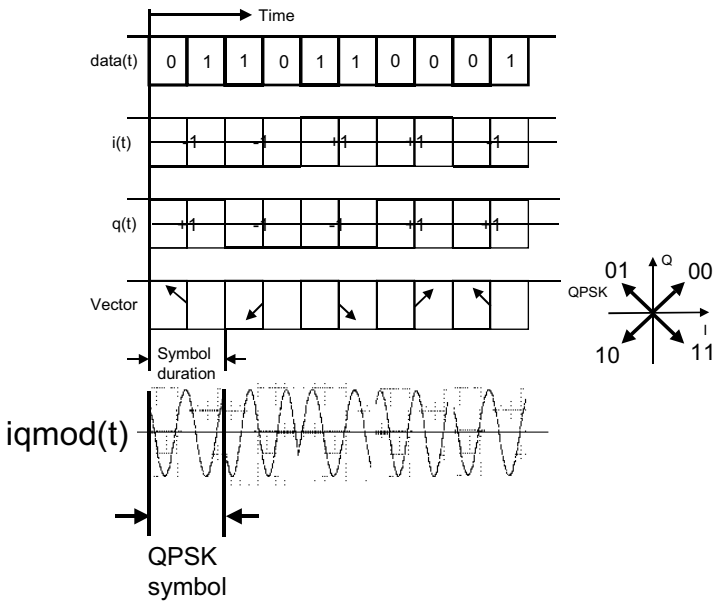 Time
data(t) 0 1 1 0 1 1 0 0 0 1
i(t) -1 -1 +1 +1 -1
q(t) +1 -1 -1 +1 +1
Vector
Symbol
duration
Q
01 00
QPSK
I
10 11
iqmod(t)
QPSK
symbol